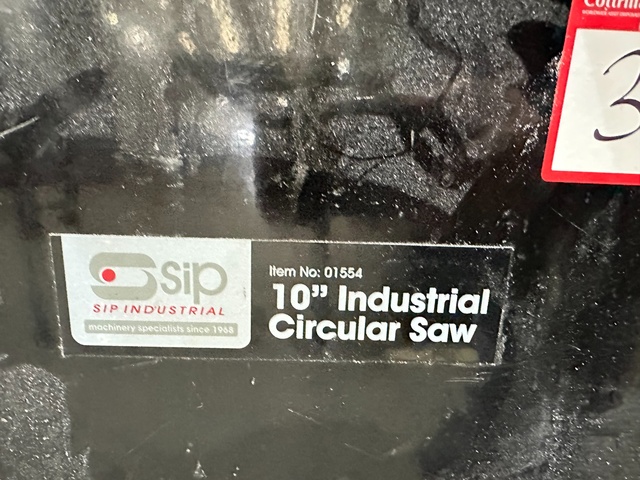 3
sip
SIP INDUSTRIAL
machinery specialists since 1968
Item No: 01554
10” Industrial
Circular Saw